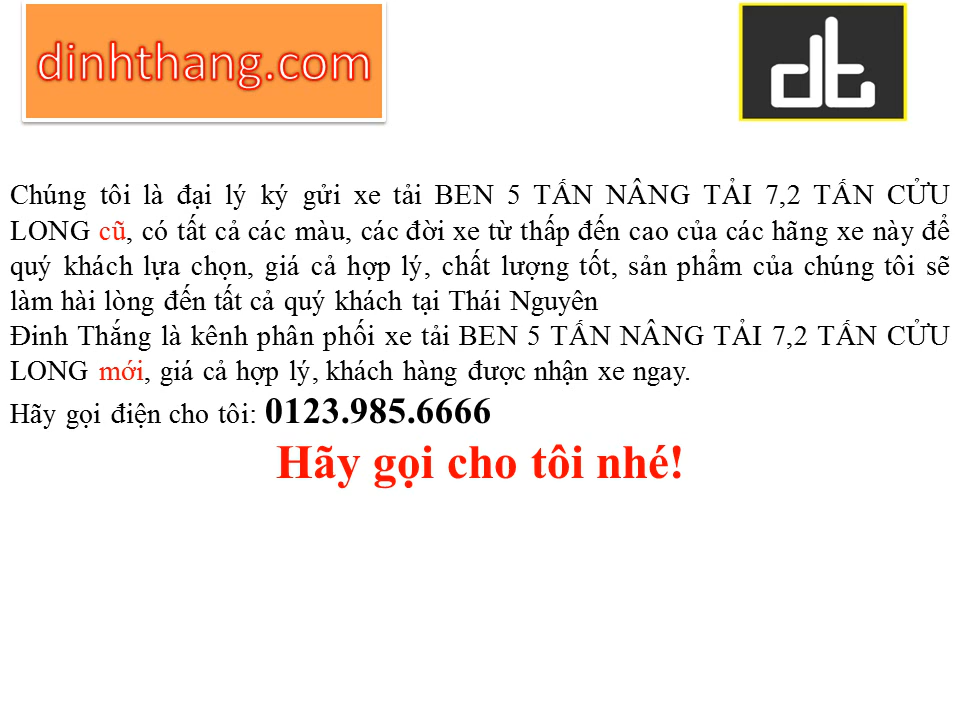 dinhthang.com
dt
Chúng tôi là đại lý ký gửi xe tải BEN 5 TẤN NÂNG TẢI 7,2 TẤN CỬU
LONG cũ, có tất cả các màu, các đời xe từ thấp đến cao của các hãng xe này để
quý khách lựa chọn, giá cả hợp lý, chất lượng tốt, sản phẩm của chúng tôi sẽ
làm hài lòng đến tất cả quý khách tại Thái Nguyên
Đinh Thắng là kênh phân phối xe tải BEN 5 TẤN NÂNG TẢI 7,2 TẤN CỬU
LONG mới, giá cả hợp lý, khách hàng được nhận xe ngay.
Hãy gọi điện cho tôi: 0123.985.6666
Hãy gọi cho tôi nhé!